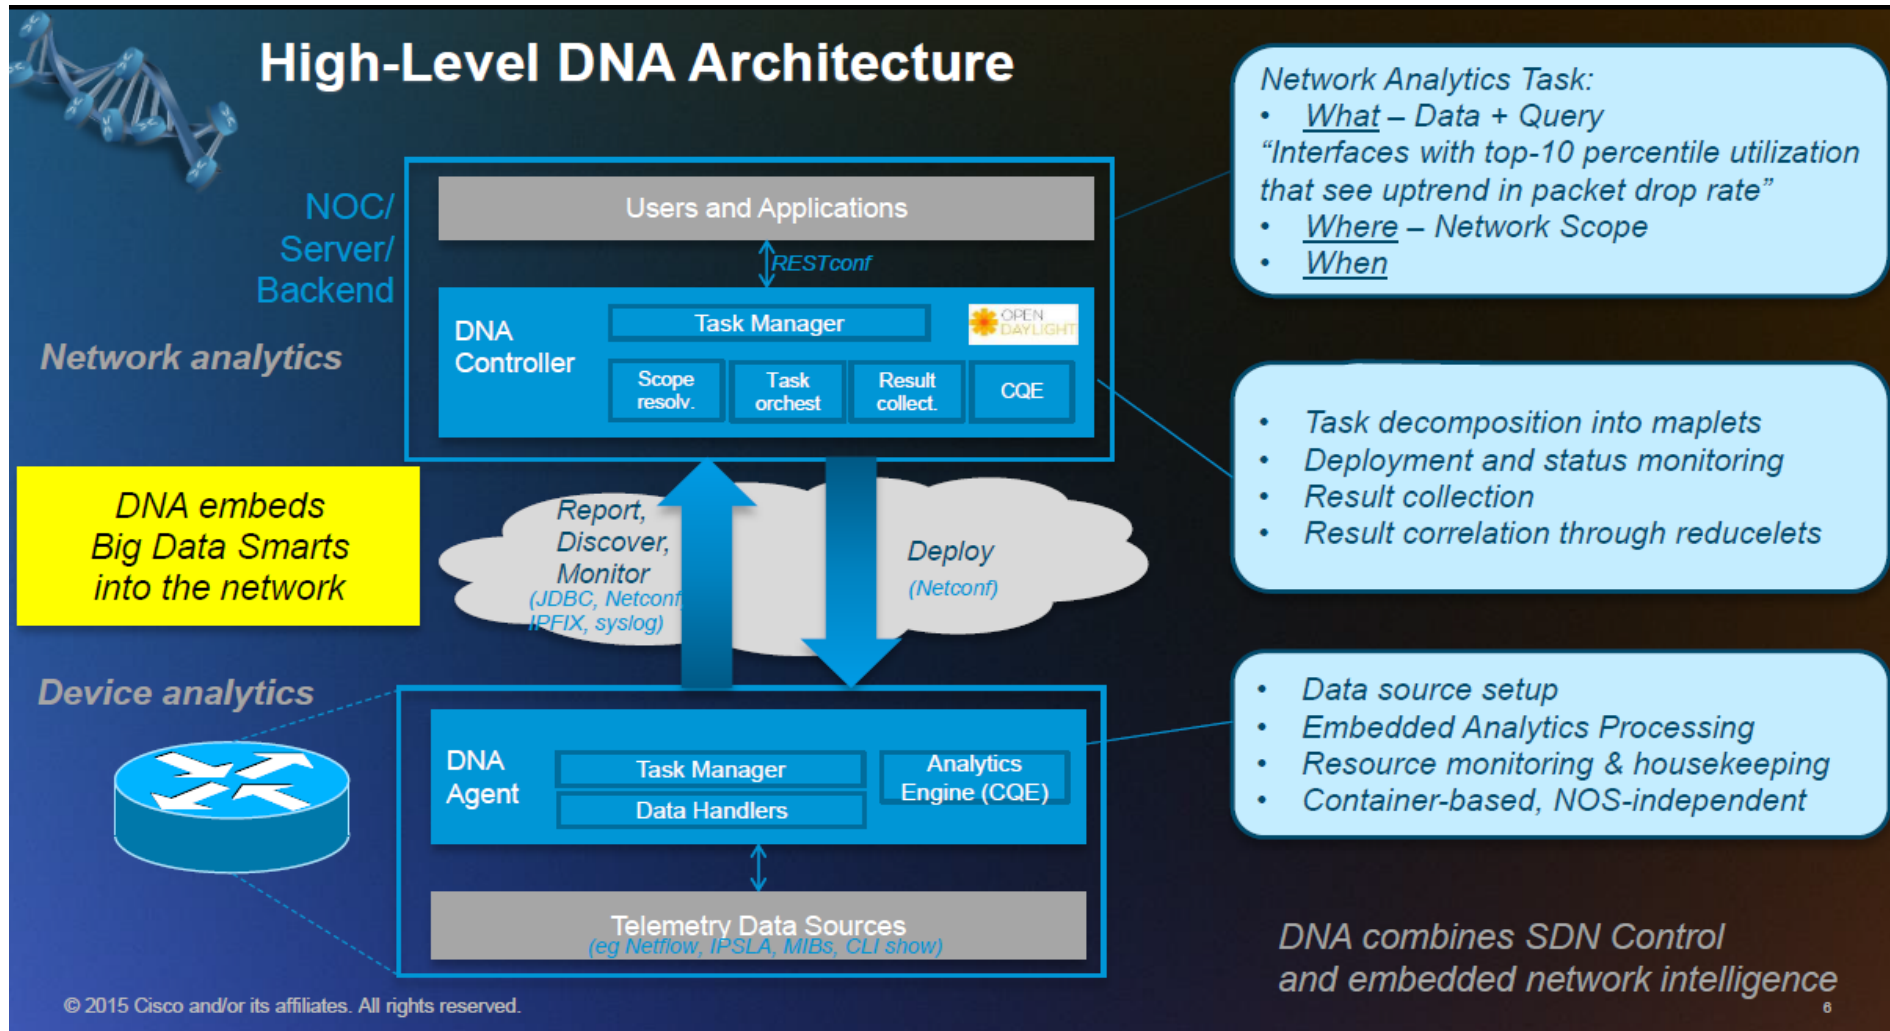 High-Level DNA Architecture
NOC/
Server/
Backend
Network analytics
Users and Applications
RESTconf
DNA
Controller
Task Manager
OPEN
DAYLIGHT
Scope
resolv.
Task
orchest
Result
collect.
CQE
DNA embeds
Big Data Smarts
into the network
Report,
Discover,
Monitor
(JDBC, Netconf,
IPFIX, syslog)
Deploy
(Netconf)
Device analytics
DNA
Agent
Task Manager
Data Handlers
Analytics
Engine (CQE)
Telemetry Data Sources
(eg Netflow, IPSLA, MIBs, CLI show)
Network Analytics Task:
• What – Data + Query
“Interfaces with top-10 percentile utilization
that see uptrend in packet drop rate”
• Where – Network Scope
• When
• Task decomposition into maplets
• Deployment and status monitoring
• Result collection
• Result correlation through reducelets
• Data source setup
• Embedded Analytics Processing
• Resource monitoring & housekeeping
• Container-based, NOS-independent
DNA combines SDN Control
and embedded network intelligence
© 2015 Cisco and/or its affiliates. All rights reserved.
6